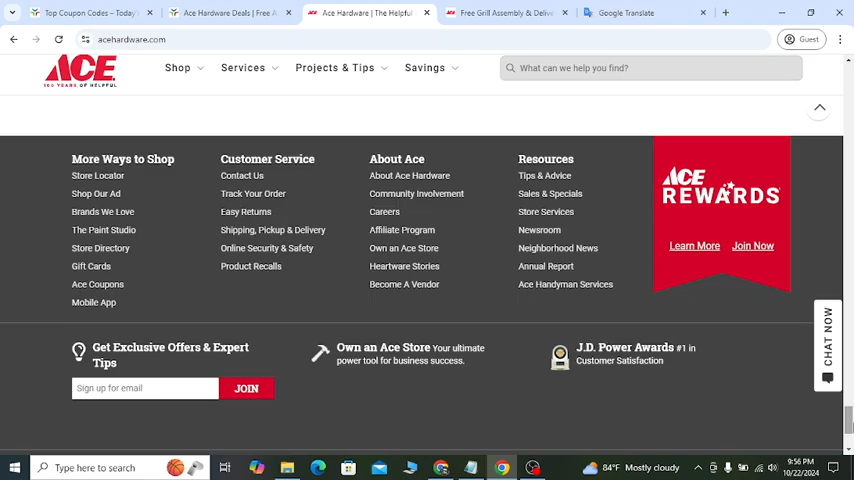 Top Coupon Codes – Today's
Ace Hardware Deals | Free A
Ace Hardware | The Helpful
Free Grill Assembly & Delive
Google Translate
acehardware.com
Guest
ACE
100 YEARS OF HELPFUL
Shop
Services
Projects & Tips
Savings
What can we help you find?
More Ways to Shop
Store Locator
Shop Our Ad
Brands We Love
The Paint Studio
Store Directory
Gift Cards
Ace Coupons
Mobile App
Customer Service
Contact Us
Track Your Order
Easy Returns
Shipping, Pickup & Delivery
Online Security & Safety
Product Recalls
About Ace
About Ace Hardware
Community Involvement
Careers
Affiliate Program
Own an Ace Store
Heartware Stories
Become A Vendor
Resources
Tips & Advice
Sales & Specials
Store Services
Newsroom
Neighborhood News
Annual Report
Ace Handyman Services
ACE
REWARDS
Learn More Join Now
CHAT NOW
Get Exclusive Offers & Expert
Tips
Sign up for email
JOIN
Own an Ace Store Your ultimate
power tool for business success.
J.D. Power Awards #1 in
Customer Satisfaction
Type here to search
84°F Mostly cloudy
9:56 PM
10/22/2024